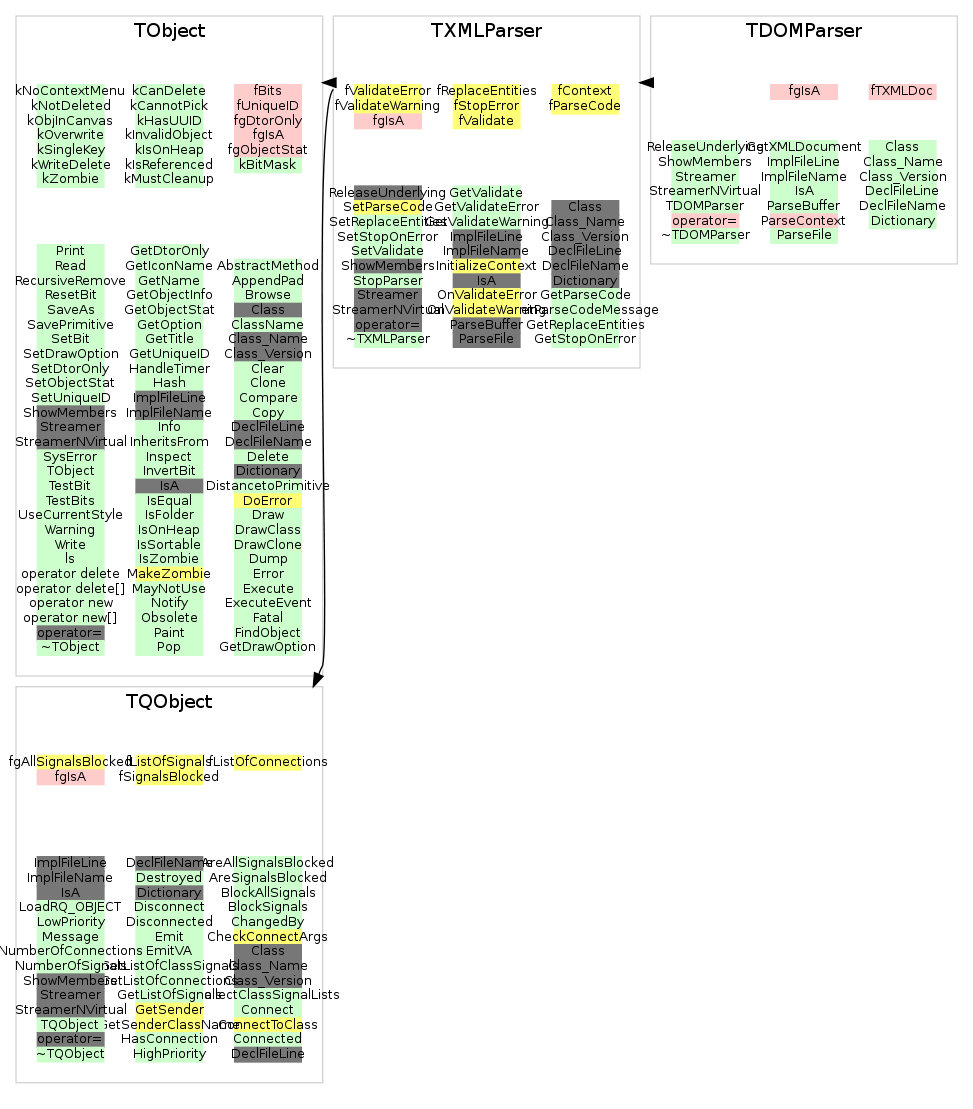 TObject
kNoContextMenu kCanDelete fBits
kNotDeleted kCannotPick fUniqueID
kObjInCanvas kHasUUID fgDtorOnly
kOverwrite kInvalidObject fgIsA
kSingleKey kIsOnHeap fgObjectStat
kWriteDelete kIsReferenced kBitMask
kZombie kMustCleanup
Print GetDtorOnly
Read GetIconName AbstractMethod
RecursiveRemove GetName AppendPad
ResetBit GetObjectInfo Browse
SaveAs GetObjectStat Class
SavePrimitive GetOption ClassName
SetBit GetTitle Class_Name
SetDrawOption GetUniqueID Class_Version
SetDtorOnly HandleTimer Clear
SetObjectStat Hash Clone
SetUniqueID ImplFileLine Compare
ShowMembers ImplFileName Copy
Streamer Info DeclFileLine
StreamerNVirtual InheritsFrom DeclFileName
SysError Inspect Delete
TObject InvertBit Dictionary
TestBit IsA DistancetoPrimitive
TestBits IsEqual DoError
UseCurrentStyle IsFolder Draw
Warning IsOnHeap DrawClass
Write IsSortable DrawClone
ls IsZombie Dump
operator delete MakeZombie Error
operator delete[] MayNotUse Execute
operator new Notify ExecuteEvent
operator new[] Obsolete Fatal
operator= Paint FindObject
~TObject Pop GetDrawOption
TXMLParser
fValidateError fReplaceEntities fContext
fValidateWarning fStopError fParseCode
fgIsA fValidate
ReleaseUnderlying GetValidate
SetParseCode GetValidateError Class
SetReplaceEntities GetValidateWarning Class_Name
SetStopOnError ImplFileLine Class_Version
SetValidate ImplFileName DeclFileLine
ShowMembers InitializeContext DeclFileName
StopParser IsA Dictionary
Streamer OnValidateError GetParseCode
StreamerNVirtual OnValidateWarning
operator= ParseBuffer GetReplaceEntities
~TXMLParser ParseFile GetStopOnError
TDOMParser
fgIsA fTXMLDoc
ReleaseUnderlying GetXMLDocument Class
ShowMembers ImplFileLine Class_Name
Streamer ImplFileName Class_Version
StreamerNVirtual IsA DeclFileLine
TDOMParser ParseBuffer DeclFileName
operator= ParseContext Dictionary
~TDOMParser ParseFile
TQObject
fgAllSignalsBlocked fListOfSignals fListOfConnections
fgIsA fSignalsBlocked
ImplFileLine DeclFileName AreAllSignalsBlocked
ImplFileName Destroyed AreSignalsBlocked
IsA Dictionary BlockAllSignals
LoadRQ_OBJECT Disconnect BlockSignals
LowPriority Disconnected ChangedBy
Message Emit CheckConnectArgs
NumberOfConnections EmitVA Class
NumberOfSignals GetListOfClassSignals Class_Name
ShowMembers GetListOfConnections Class_Version
Streamer GetListOfSignals
StreamerNVirtual GetSender Connect
TQObject GetSenderClassName ConnectToClass
operator= HasConnection Connected
~TQObject HighPriority DeclFileLine